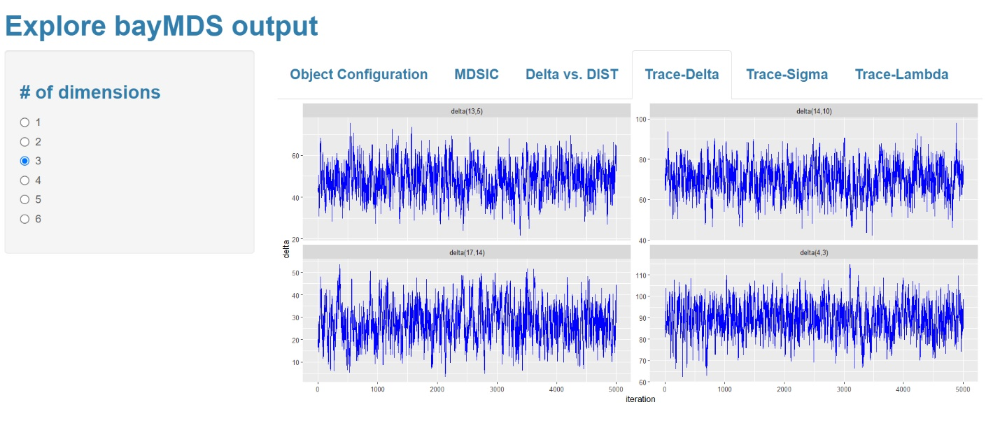 Explore bayMDS output
# of dimensions
1
2
3
4
5
6
Object Configuration MDSIC Delta vs. DIST Trace-Delta Trace-Sigma Trace-Lambda
delta(13,5)
60
40
20
delta(14,10)
100
80
60
40
delta(17,14)
50
40
30
20
10
0 1000 2000 3000 4000 5000
delta(4,3)
110
100
90
80
70
60
0 1000 2000 3000 4000 5000
delta
iteration